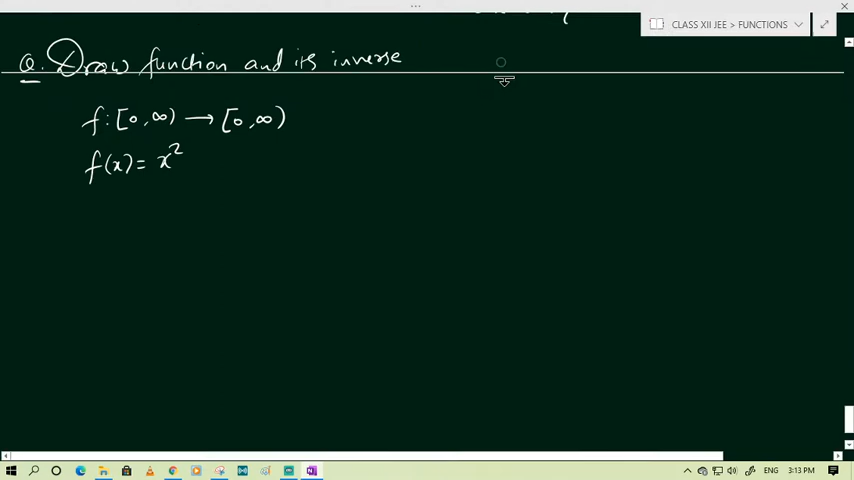 CLASS XII JEE > FUNCTIONS
Q. Draw function and its inverse
f:[0,∞) → [0,∞)
f(x) = x²
ENG 3:13 PM